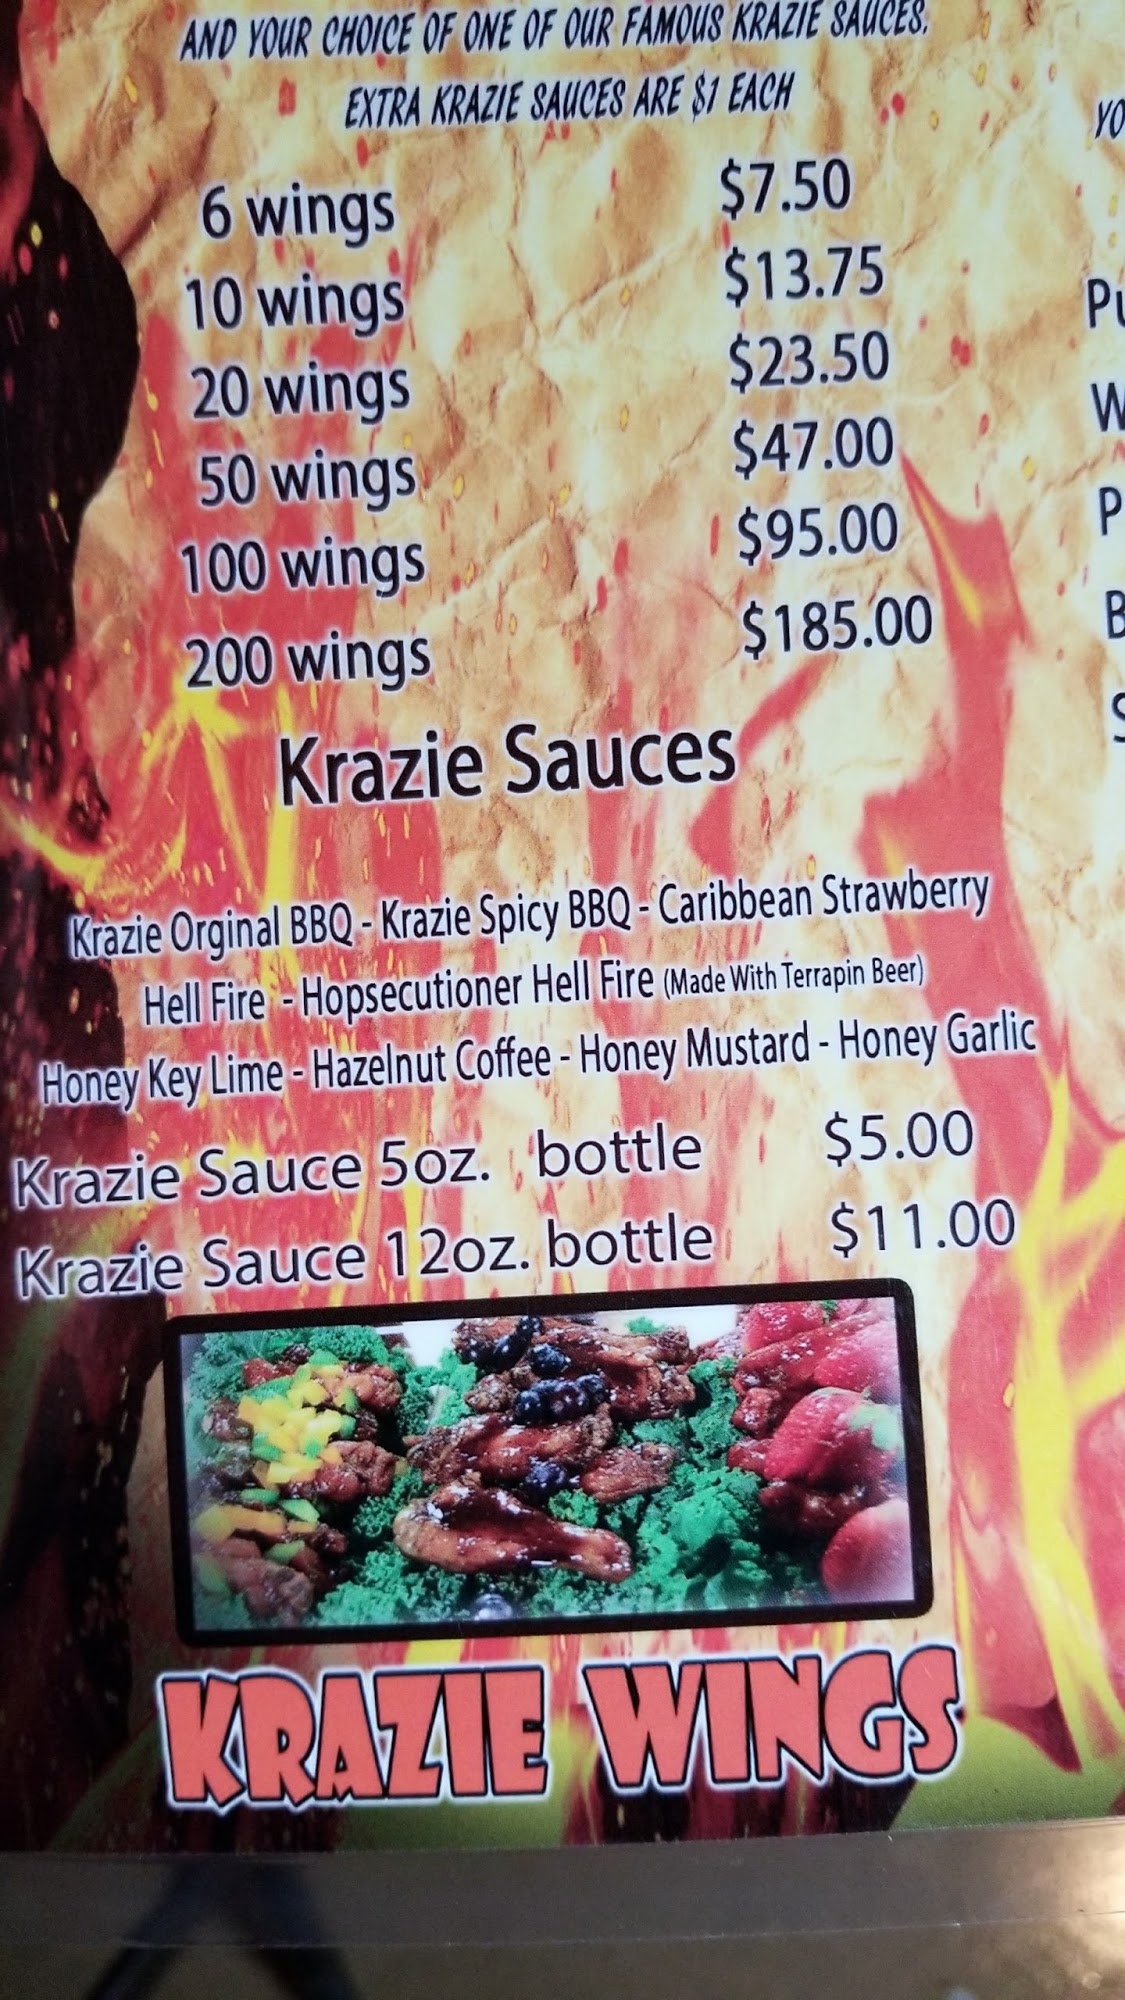 AND YOUR CHOICE OF ONE OF OUR FAMOUS KRAZIE SAUCES.
EXTRA KRAZIE SAUCES ARE $1 EACH
6 wings $7.50
10 wings $13.75
20 wings $23.50
50 wings $47.00
100 wings $95.00
200 wings $185.00
Krazie Sauces
Krazie Orginal BBQ - Krazie Spicy BBQ - Caribbean Strawberry
Hell Fire - Hopsecutioner Hell Fire (Made With Terrapin Beer)
Honey Key Lime - Hazelnut Coffee - Honey Mustard - Honey Garlic
Krazie Sauce 5oz. bottle $5.00
Krazie Sauce 12oz. bottle $11.00
KRAZIE WINGS